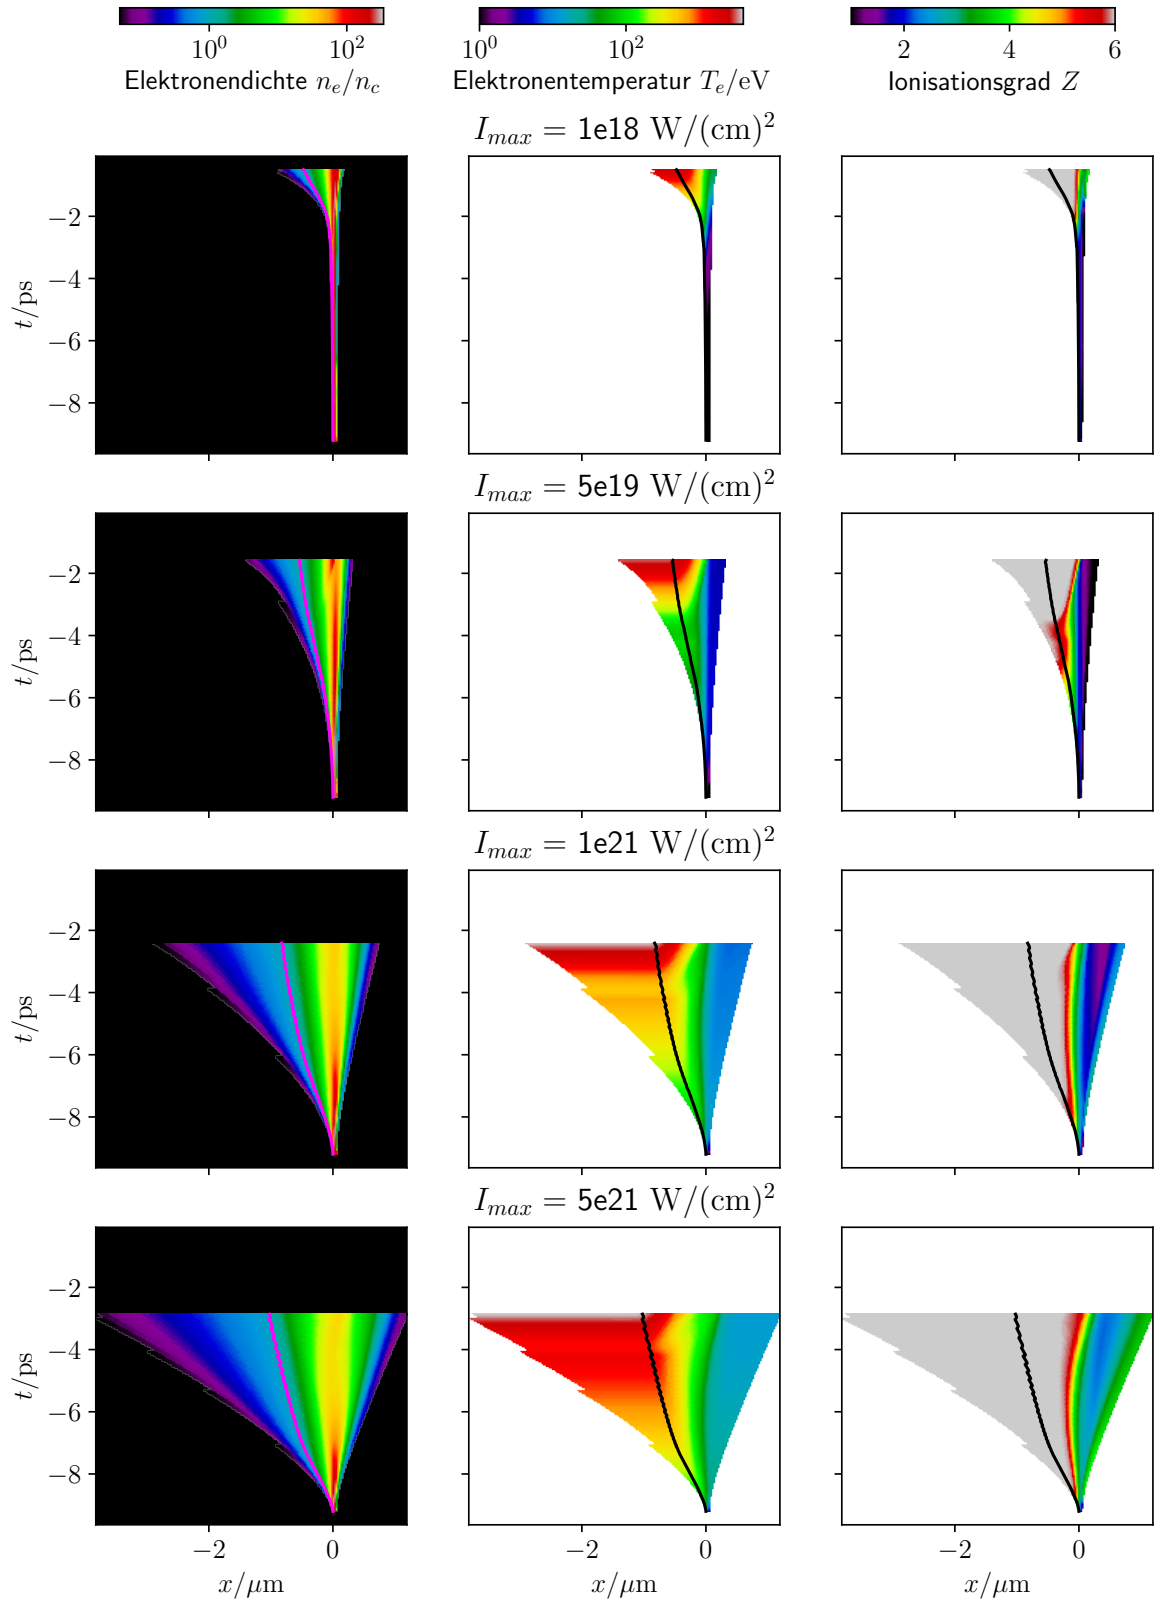 10^0 10^2 10^0 10^2 2 4 6
Elektronendichte n_e/n_c Elektronentemperatur T_e/eV Ionisationsgrad Z
I_max = 1e18 W/(cm)^2
−2
−4
−6
−8
t/ps
I_max = 5e19 W/(cm)^2
−2
−4
−6
−8
t/ps
I_max = 1e21 W/(cm)^2
−2
−4
−6
−8
t/ps
I_max = 5e21 W/(cm)^2
−2
−4
−6
−8
t/ps
−2 0 −2 0 −2 0
x/μm x/μm x/μm